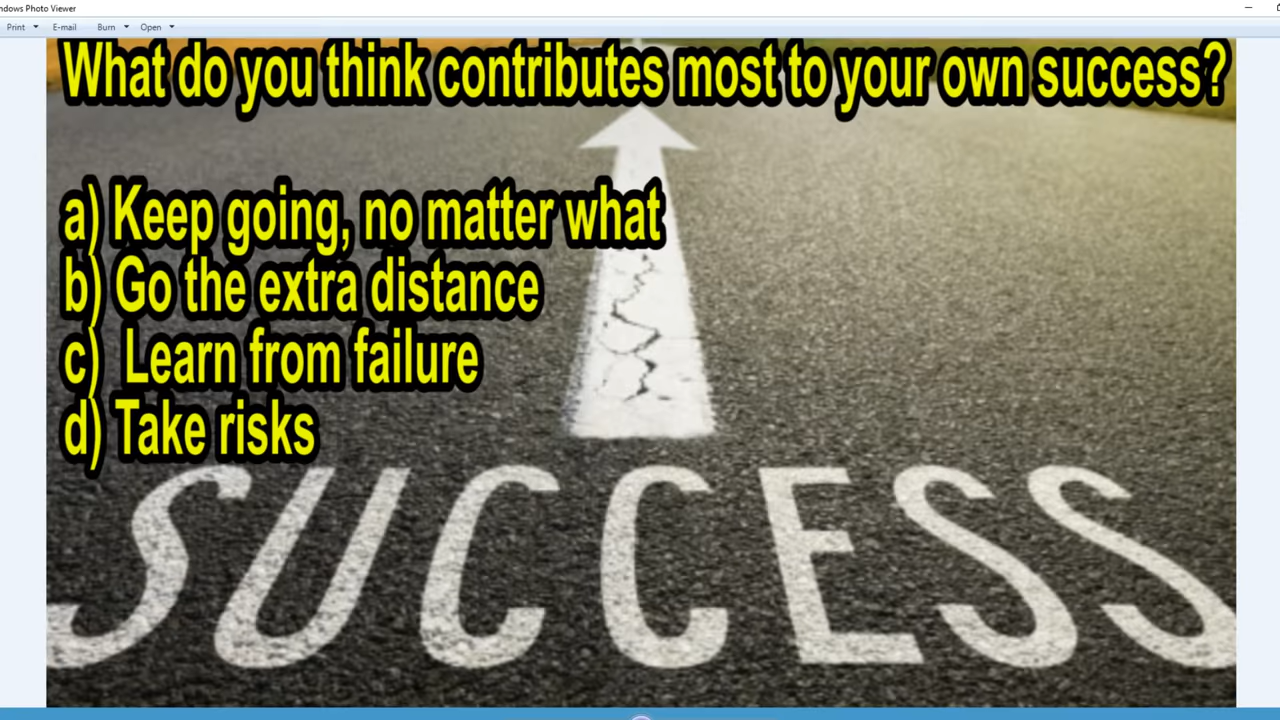 ndows Photo Viewer
Print E-mail Burn Open
What do you think contributes most to your own success?
a) Keep going, no matter what
b) Go the extra distance
c) Learn from failure
d) Take risks
SUCCESS